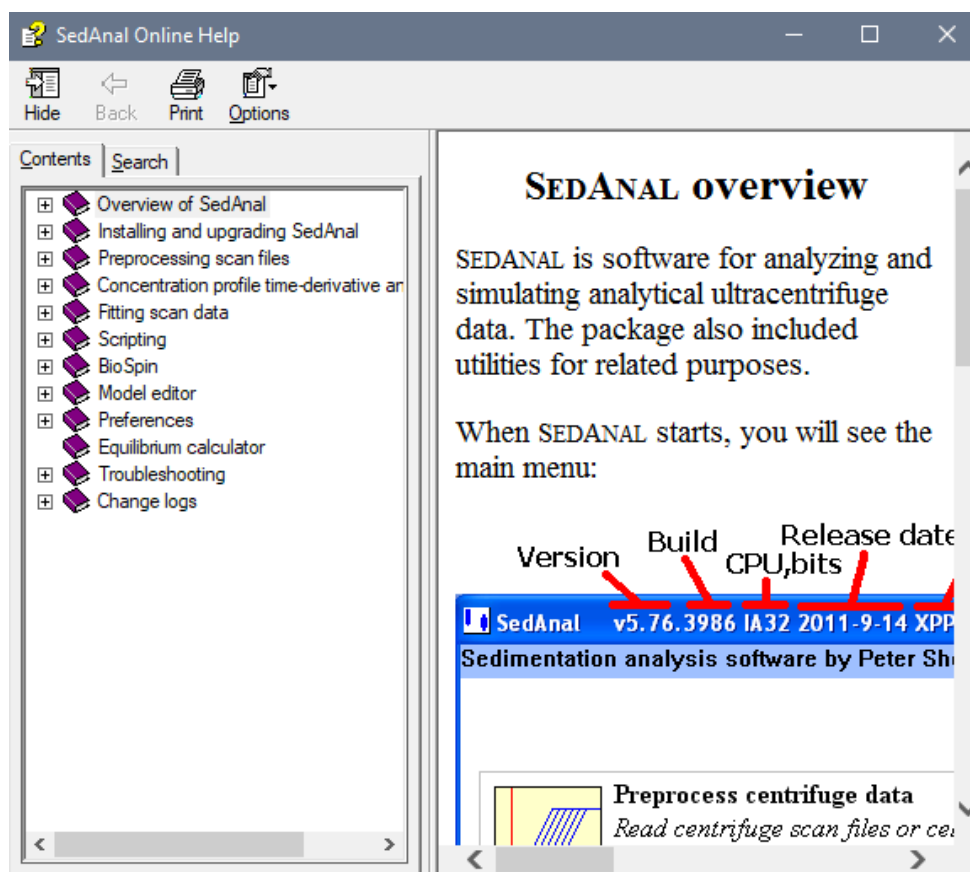 SedAnal Online Help
Hide Back Print Options
Contents Search
Overview of SedAnal
Installing and upgrading SedAnal
Preprocessing scan files
Concentration profile time-derivative
Fitting scan data
Scripting
BioSpin
Model editor
Preferences
Equilibrium calculator
Troubleshooting
Change logs
SEDANAL overview
SEDANAL is software for analyzing and
simulating analytical ultracentrifuge
data. The package also included
utilities for related purposes.
When SEDANAL starts, you will see the
main menu:
Version Build CPU,bits Release date
SedAnal v5.76.3986 IA32 2011-9-14
Sedimentation analysis software by Peter
Preprocess centrifuge data
Read centrifuge scan files or